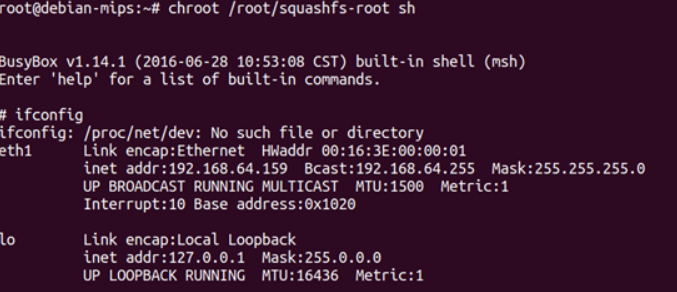 root@debian-mips:~# chroot /root/squashfs-root sh
BusyBox v1.14.1 (2016-06-28 10:53:08 CST) built-in shell (msh)
Enter 'help' for a list of built-in commands.
# ifconfig
ifconfig: /proc/net/dev: No such file or directory
eth1 Link encap:Ethernet HWaddr 00:16:3E:00:00:01
inet addr:192.168.64.159 Bcast:192.168.64.255 Mask:255.255.255.0
UP BROADCAST RUNNING MULTICAST MTU:1500 Metric:1
Interrupt:10 Base address:0x1020
lo Link encap:Local Loopback
inet addr:127.0.0.1 Mask:255.0.0.0
UP LOOPBACK RUNNING MTU:16436 Metric:1